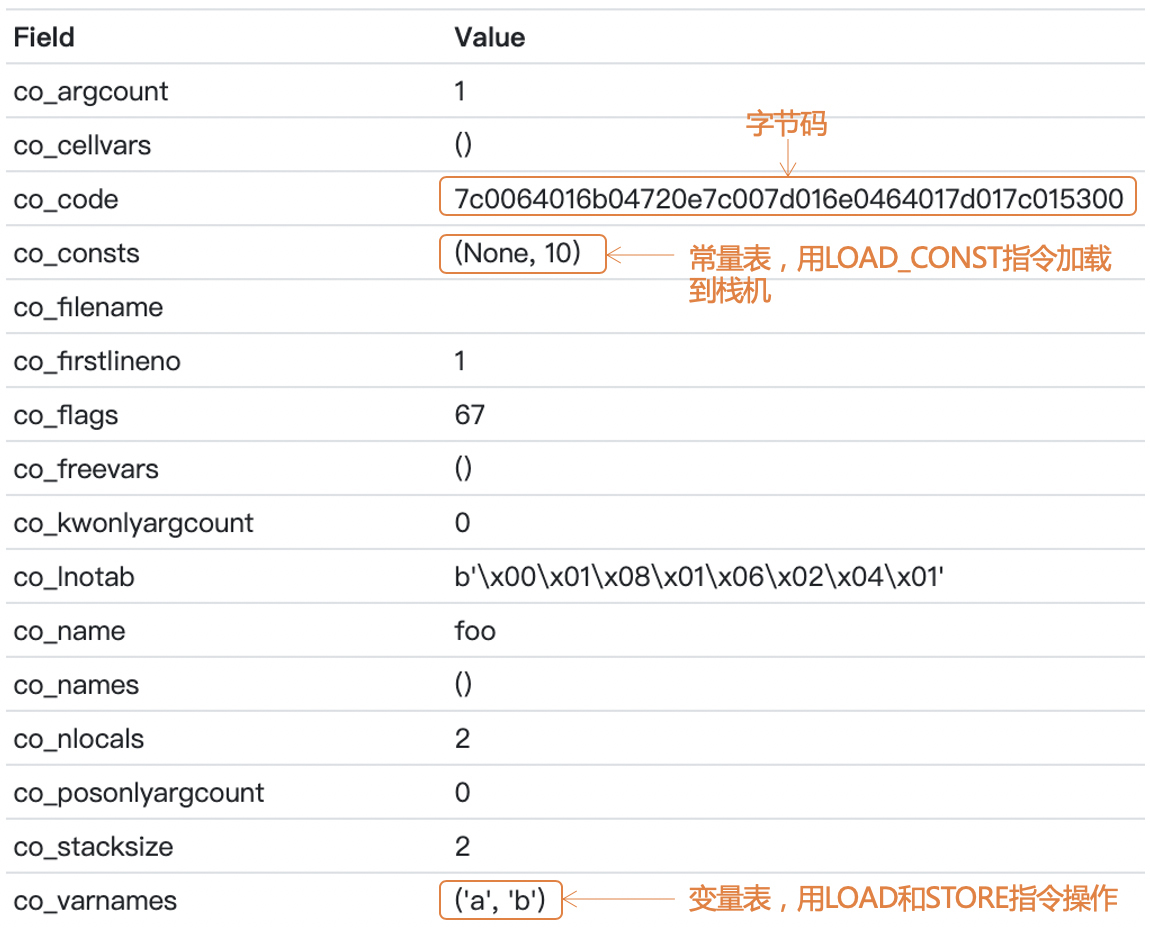 Field Value
co_argcount 1
字节码
co_cellvars ()
co_code 7c0064016b04720e7c007d016e0464017d017c015300
co_consts (None, 10)
常量表，用LOAD_CONST指令加载
到栈机
co_filename
co_firstlineno 1
co_flags 67
co_freevars ()
co_kwonlyargcount 0
co_lnotab b'\x00\x01\x08\x01\x06\x02\x04\x01'
co_name foo
co_names ()
co_nlocals 2
co_posonlyargcount 0
co_stacksize 2
co_varnames ('a', 'b')
变量表，用LOAD和STORE指令操作